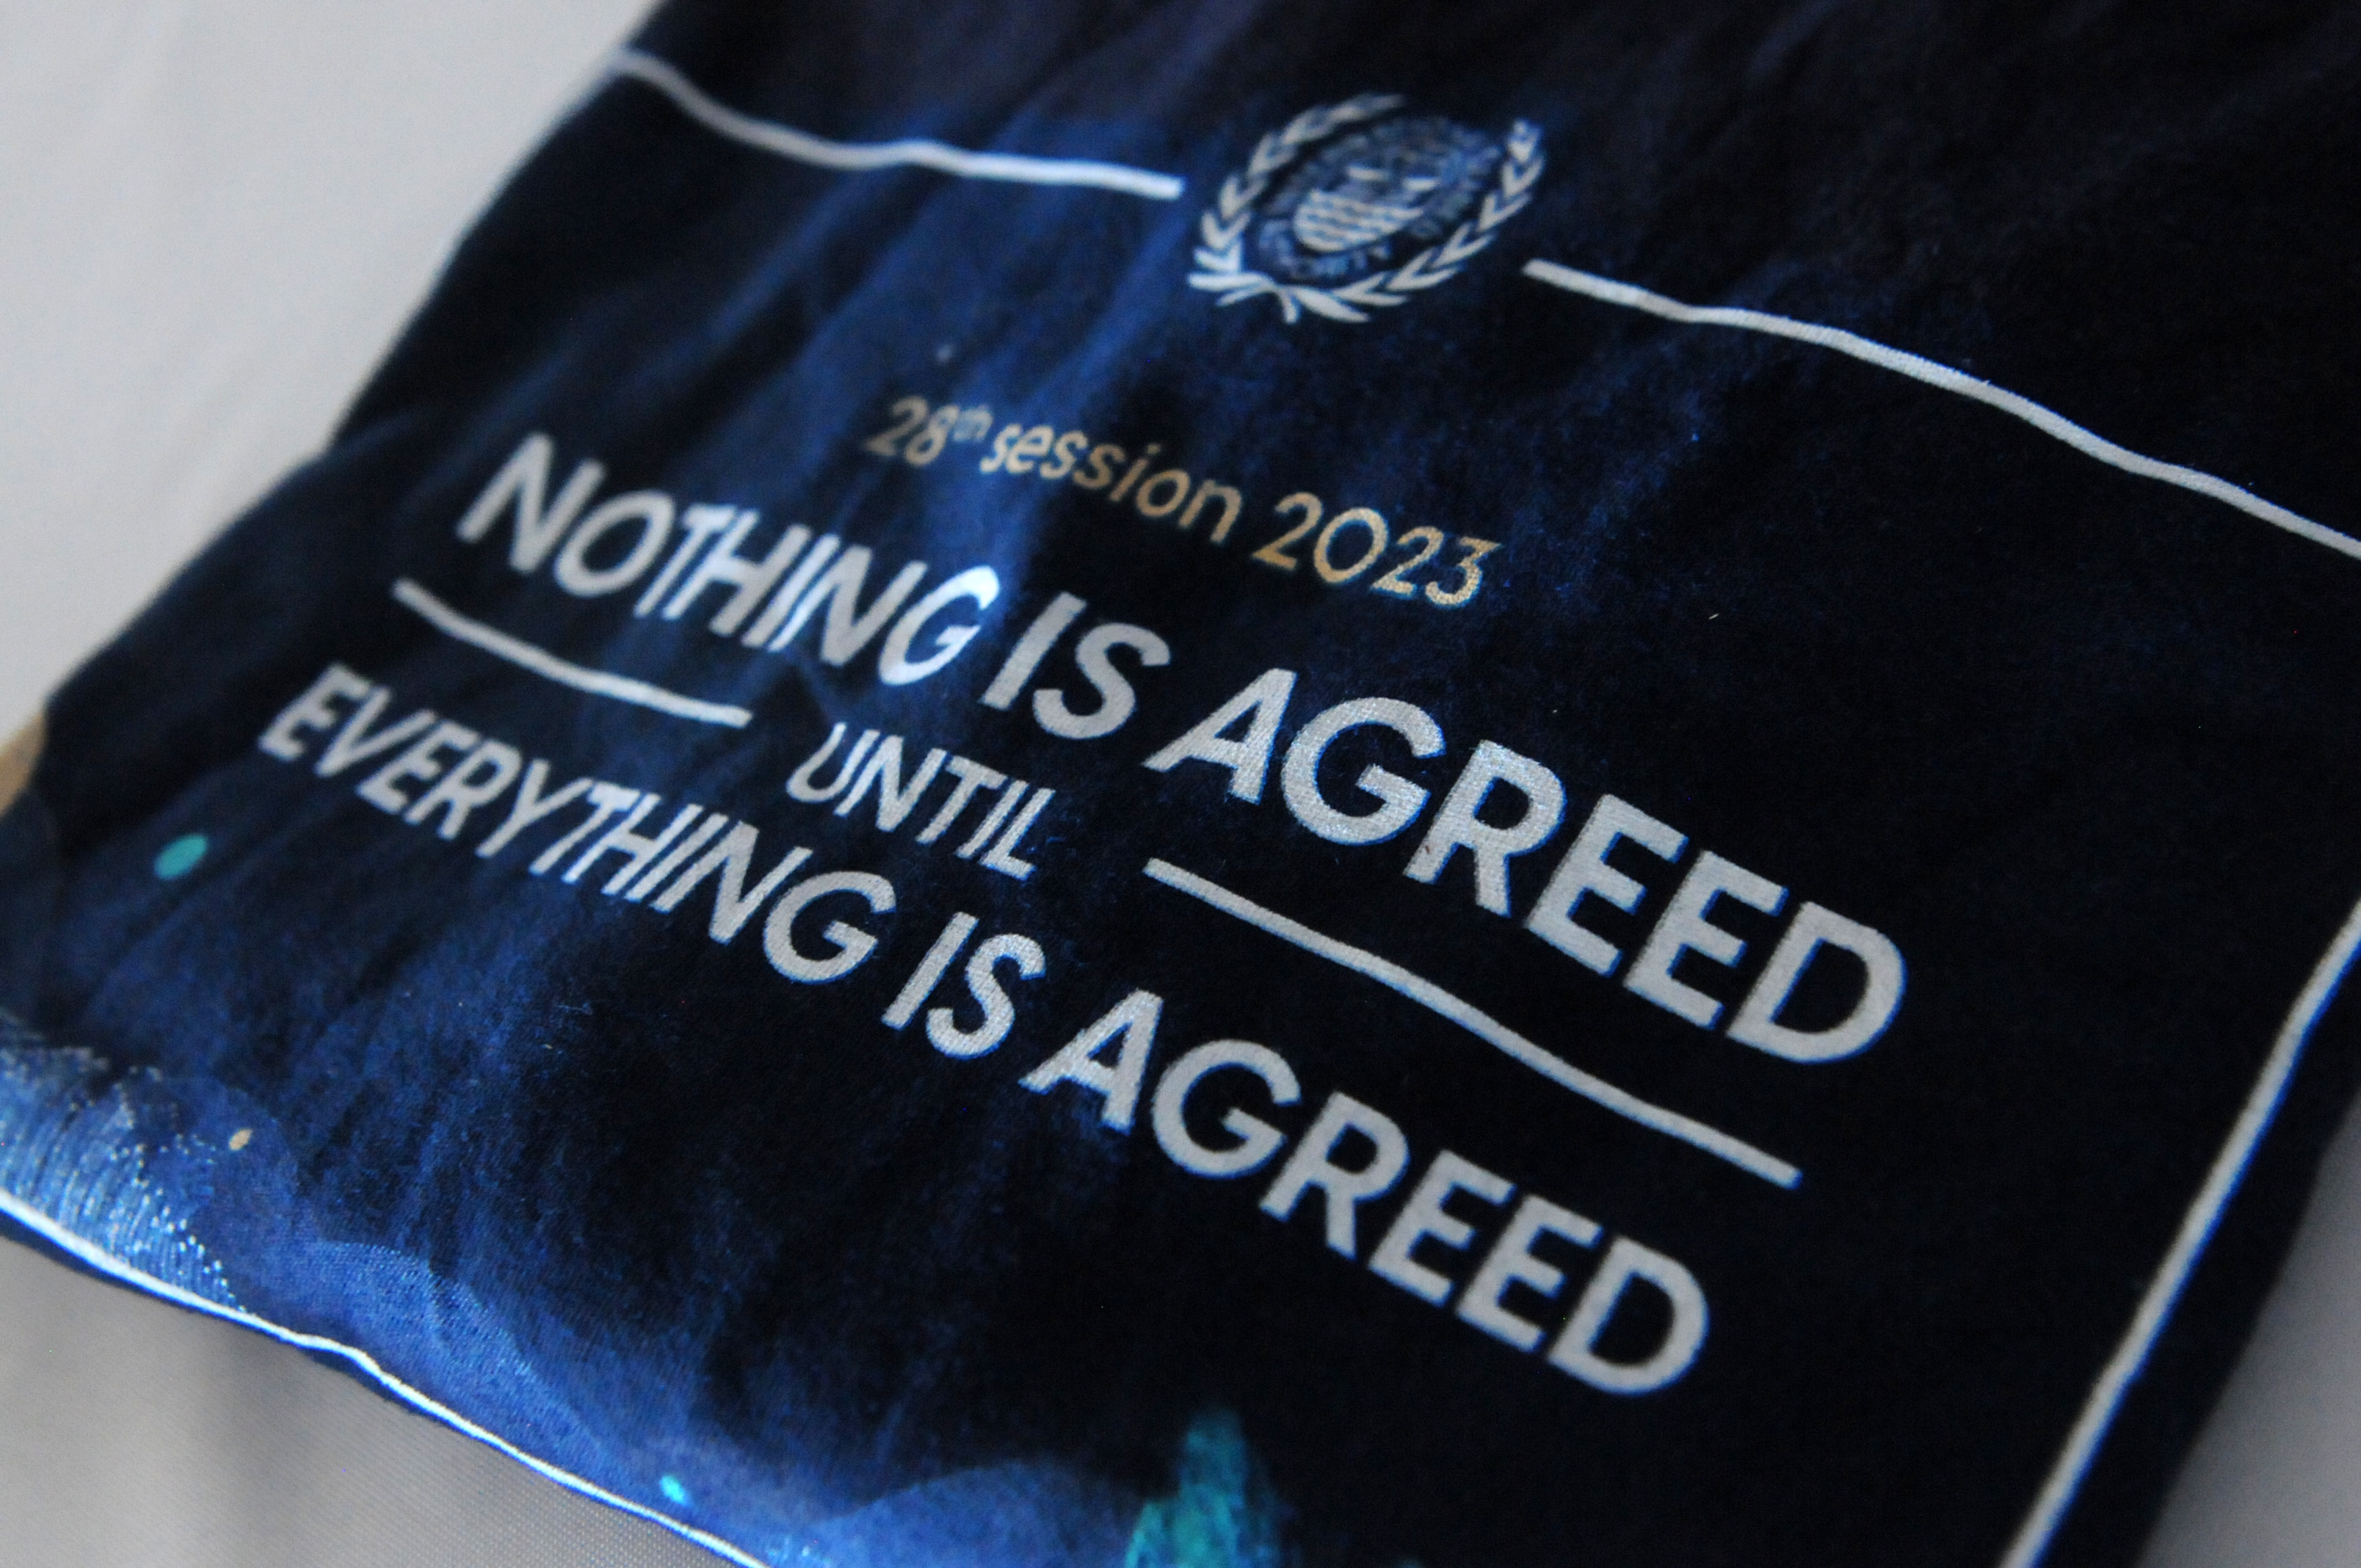 28th session 2023
NOTHING IS AGREED
UNTIL
EVERYTHING IS AGREED